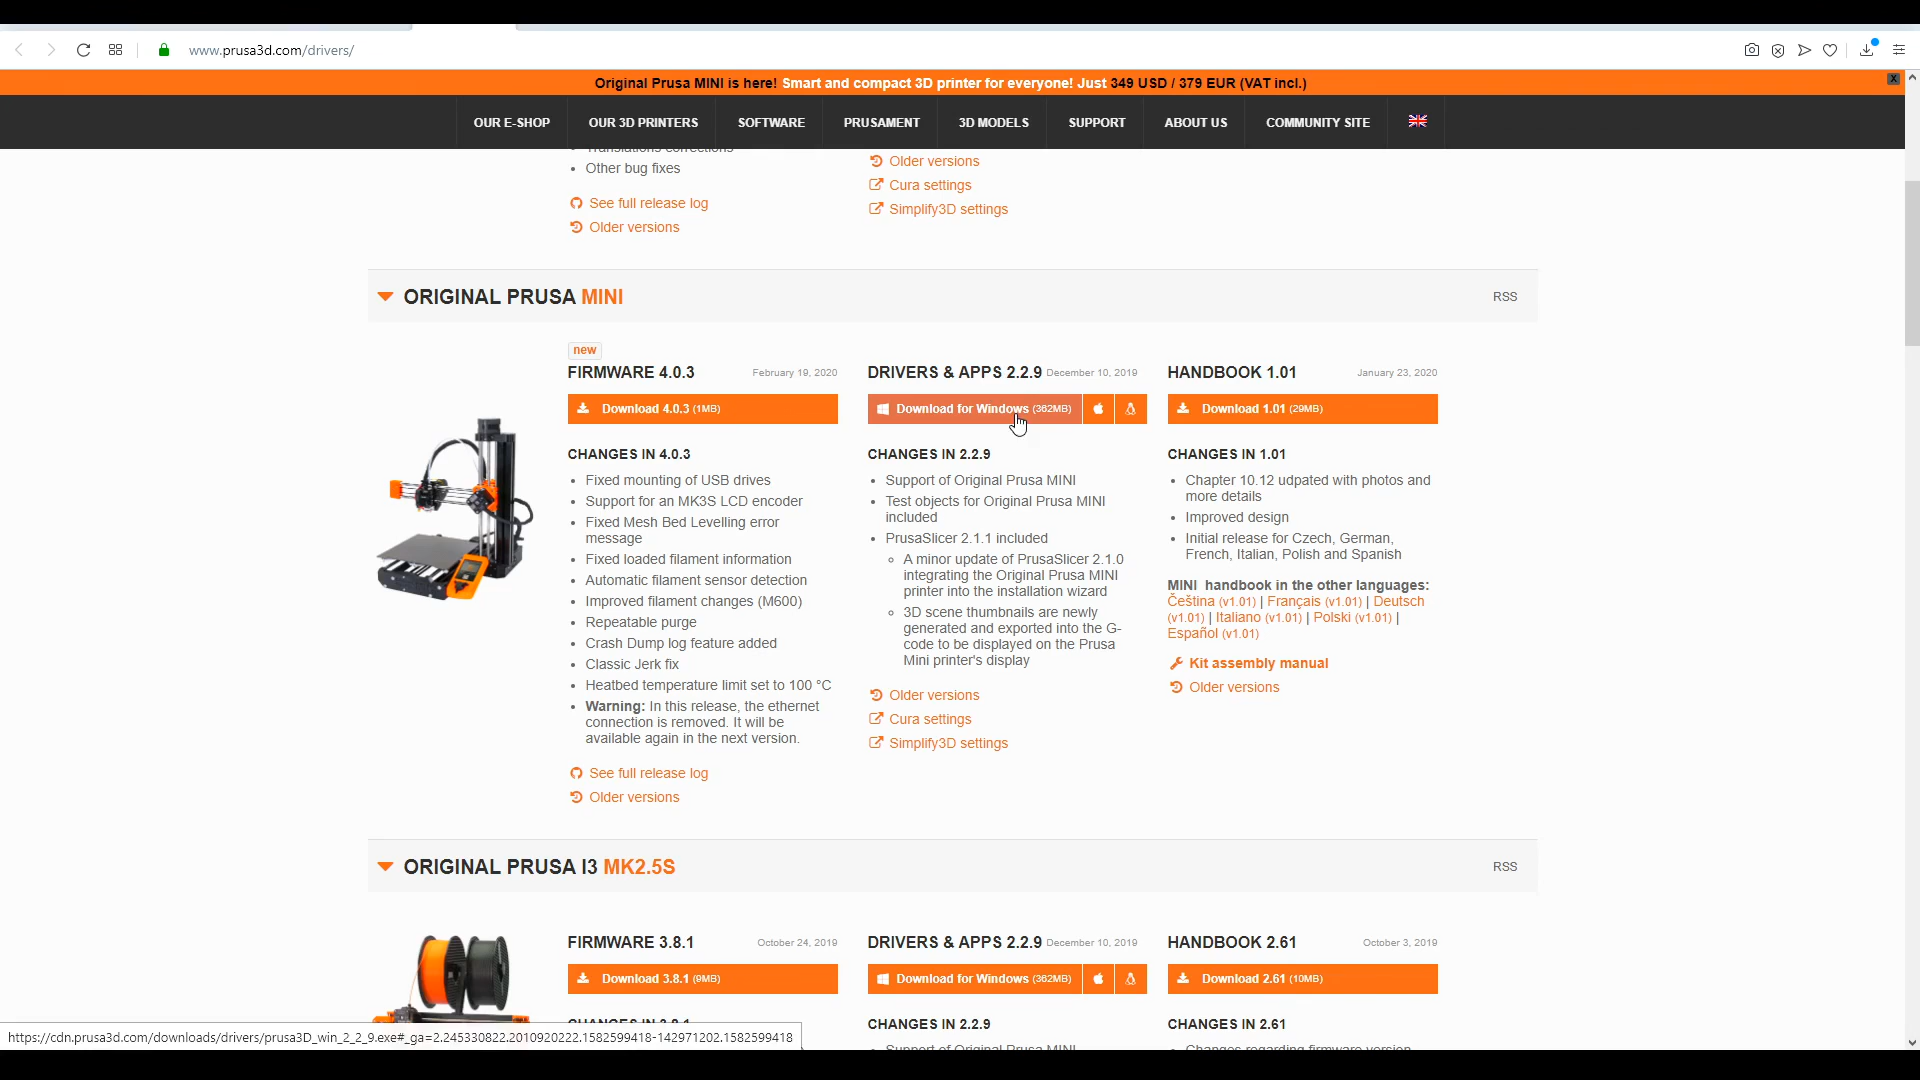 www.prusa3d.com/drivers/
Original Prusa MINI is here! Smart and compact 3D printer for everyone! Just 349 USD / 379 EUR (VAT incl.)
X
OUR E-SHOP
OUR 3D PRINTERS
SOFTWARE
PRUSAMENT
3D MODELS
SUPPORT
ABOUT US
COMMUNITY SITE
Translations corrections
Other bug fixes
See full release log
Older versions
Older versions
Cura settings
Simplify3D settings
ORIGINAL PRUSA MINI
RSS
new
FIRMWARE 4.0.3 February 19, 2020
Download 4.0.3 (1MB)
CHANGES IN 4.0.3
Fixed mounting of USB drives
Support for an MK3S LCD encoder
Fixed Mesh Bed Levelling error
message
Fixed loaded filament information
Automatic filament sensor detection
Improved filament changes (M600)
Repeatable purge
Crash Dump log feature added
Classic Jerk fix
Heatbed temperature limit set to 100 °C
Warning: In this release, the ethernet
connection is removed. It will be
available again in the next version.
See full release log
Older versions
DRIVERS & APPS 2.2.9 December 10, 2019
Download for Windows (362MB)
CHANGES IN 2.2.9
Support of Original Prusa MINI
Test objects for Original Prusa MINI
included
PrusaSlicer 2.1.1 included
A minor update of PrusaSlicer 2.1.0
integrating the Original Prusa MINI
printer into the installation wizard
3D scene thumbnails are newly
generated and exported into the G-
code to be displayed on the Prusa
Mini printer's display
Older versions
Cura settings
Simplify3D settings
HANDBOOK 1.01 January 23, 2020
Download 1.01 (29MB)
CHANGES IN 1.01
Chapter 10.12 udpated with photos and
more details
Improved design
Initial release for Czech, German,
French, Italian, Polish and Spanish
MINI handbook in the other languages:
Čeština (v1.01) | Français (v1.01) | Deutsch
(v1.01) | Italiano (v1.01) | Polski (v1.01) |
Español (v1.01)
Kit assembly manual
Older versions
ORIGINAL PRUSA I3 MK2.5S
RSS
FIRMWARE 3.8.1 October 24, 2019
Download 3.8.1 (9MB)
CHANGES IN 3.8.1
DRIVERS & APPS 2.2.9 December 10, 2019
Download for Windows (362MB)
CHANGES IN 2.2.9
Support of Original Prusa MINI
HANDBOOK 2.61 October 3, 2019
Download 2.61 (10MB)
CHANGES IN 2.61
Changes regarding firmware version
https://cdn.prusa3d.com/downloads/drivers/prusa3D_win_2_2_9.exe#_ga=2.245330822.2010920222.1582599418-142971202.1582599418